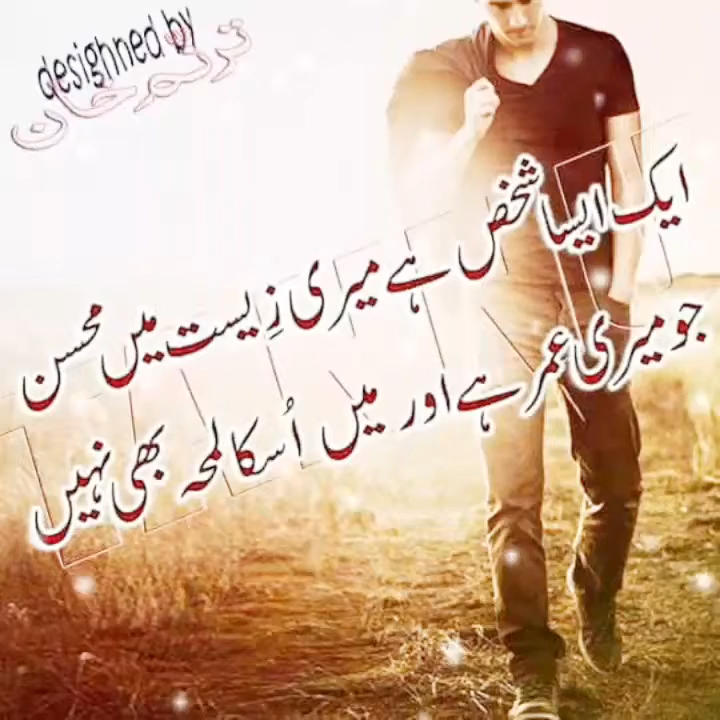 desighned by
ترنم خان
ایک ایسا شخص ہے میری زِیست میں محسن
جو میری عمر ہے اور میں اُسکا لمحہ بھی نہیں